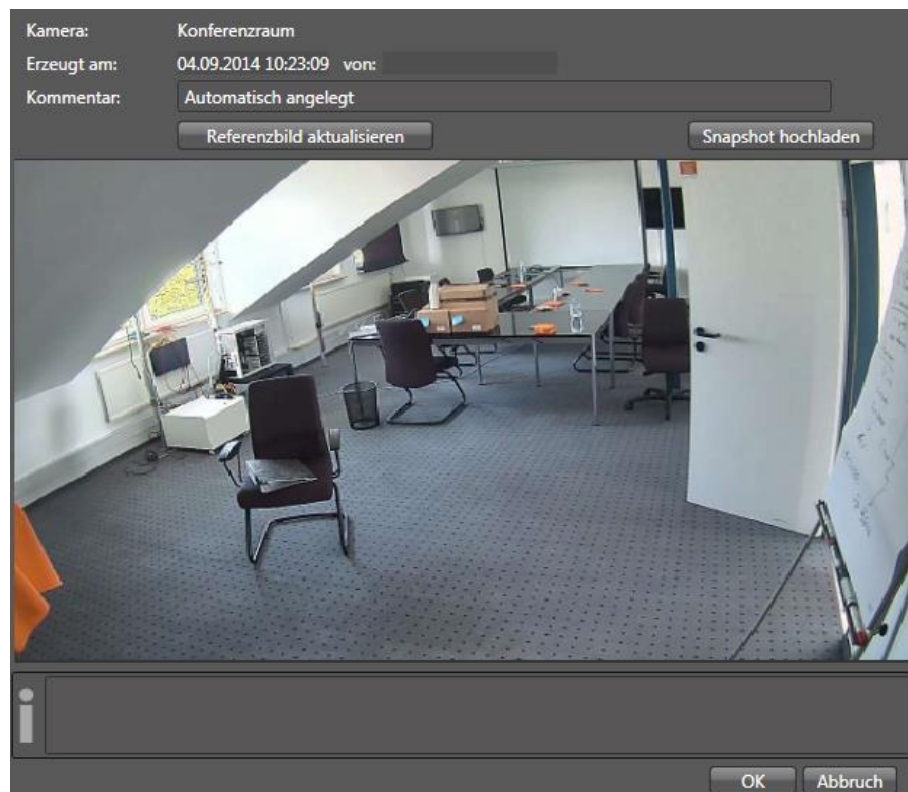 Kamera: Konferenzraum
Erzeugt am: 04.09.2014 10:23:09 von:
Kommentar: Automatisch angelegt
Referenzbild aktualisieren Snapshot hochladen
OK Abbruch